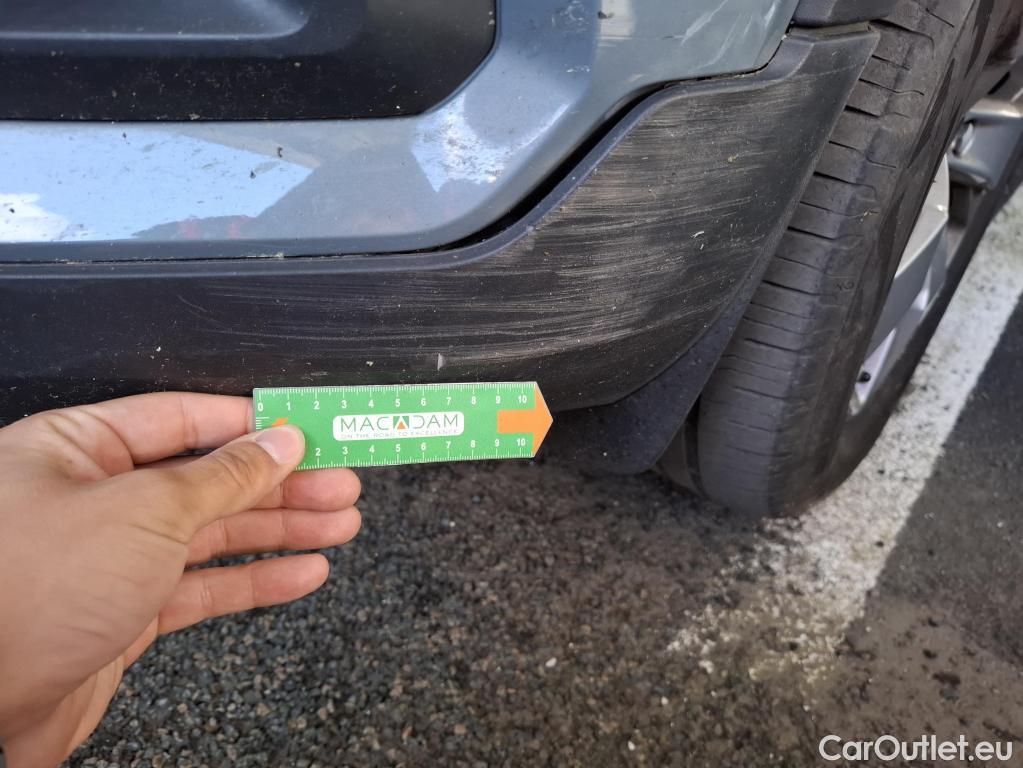 0 1 2 3 4 5 6 7 8 9 10
MACADAM
ON THE ROAD TO EXCELLENCE
2 3 4 5 6 7 8 9 10
CarOutlet.eu